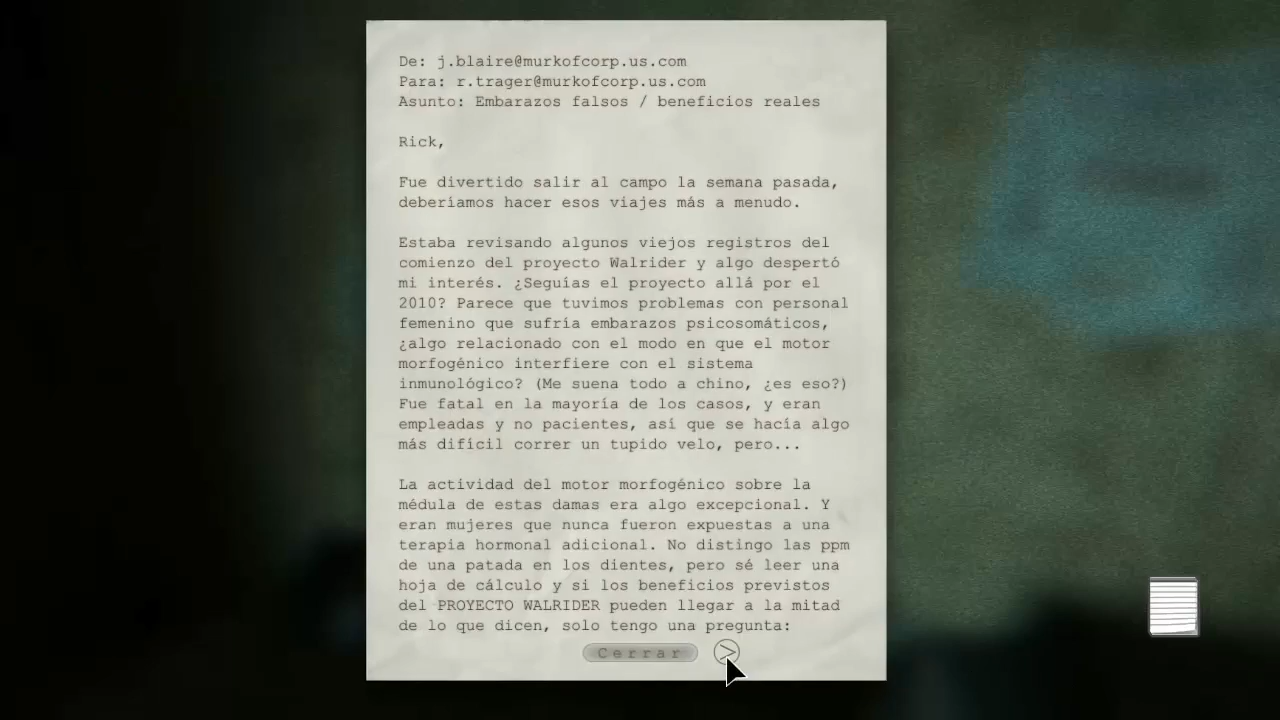 De: j.blaire@murkofcorp.us.com
Para: r.trager@murkofcorp.us.com
Asunto: Embarazos falsos / beneficios reales
Rick,
Fue divertido salir al campo la semana pasada,
deberíamos hacer esos viajes más a menudo.
Estaba revisando algunos viejos registros del
comienzo del proyecto Walrider y algo despertó
mi interés. ¿Seguías el proyecto allá por el
2010? Parece que tuvimos problemas con personal
femenino que sufría embarazos psicosomáticos,
¿algo relacionado con el modo en que el motor
morfogénico interfiere con el sistema
inmunológico? (Me suena todo a chino, ¿es eso?)
Fue fatal en la mayoría de los casos, y eran
empleadas y no pacientes, así que se hacía algo
más difícil correr un tupido velo, pero...
La actividad del motor morfogénico sobre la
médula de estas damas era algo excepcional. Y
eran mujeres que nunca fueron expuestas a una
terapia hormonal adicional. No distingo las ppm
de una patada en los dientes, pero sé leer una
hoja de cálculo y si los beneficios previstos
del PROYECTO WALRIDER pueden llegar a la mitad
de lo que dicen, solo tengo una pregunta:
Cerrar >